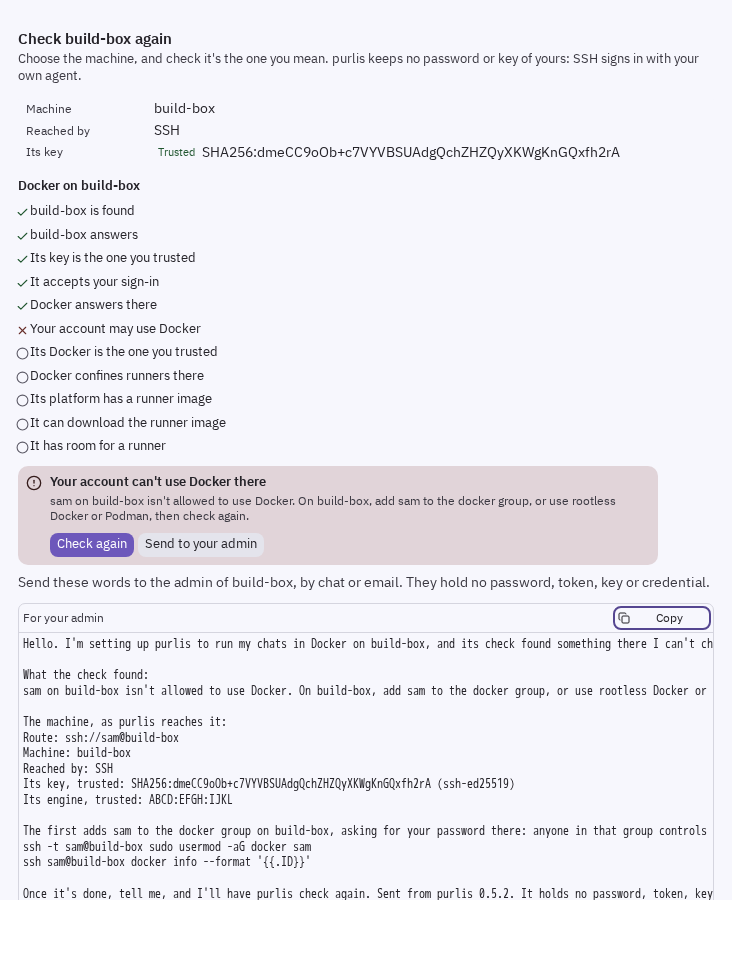 Check build-box again
Choose the machine, and check it's the one you mean. purlis keeps no password or key of yours: SSH signs in with your
own agent.
Machine build-box
Reached by SSH
Its key Trusted SHA256:dmeCC9oOb+c7VYVBSUAdgQchZHZQyXKWgKnGQxfh2rA
Docker on build-box
build-box is found
build-box answers
Its key is the one you trusted
It accepts your sign-in
Docker answers there
Your account may use Docker
Its Docker is the one you trusted
Docker confines runners there
Its platform has a runner image
It can download the runner image
It has room for a runner
Your account can't use Docker there
sam on build-box isn't allowed to use Docker. On build-box, add sam to the docker group, or use rootless
Docker or Podman, then check again.
Check again Send to your admin
Send these words to the admin of build-box, by chat or email. They hold no password, token, key or credential.
For your admin Copy
Hello. I'm setting up purlis to run my chats in Docker on build-box, and its check found something there I can't ch
What the check found:
sam on build-box isn't allowed to use Docker. On build-box, add sam to the docker group, or use rootless Docker or
The machine, as purlis reaches it:
Route: ssh://sam@build-box
Machine: build-box
Reached by: SSH
Its key, trusted: SHA256:dmeCC9oOb+c7VYVBSUAdgQchZHZQyXKWgKnGQxfh2rA (ssh-ed25519)
Its engine, trusted: ABCD:EFGH:IJKL
The first adds sam to the docker group on build-box, asking for your password there: anyone in that group controls
ssh -t sam@build-box sudo usermod -aG docker sam
ssh sam@build-box docker info --format '{{.ID}}'
Once it's done, tell me, and I'll have purlis check again. Sent from purlis 0.5.2. It holds no password, token, key